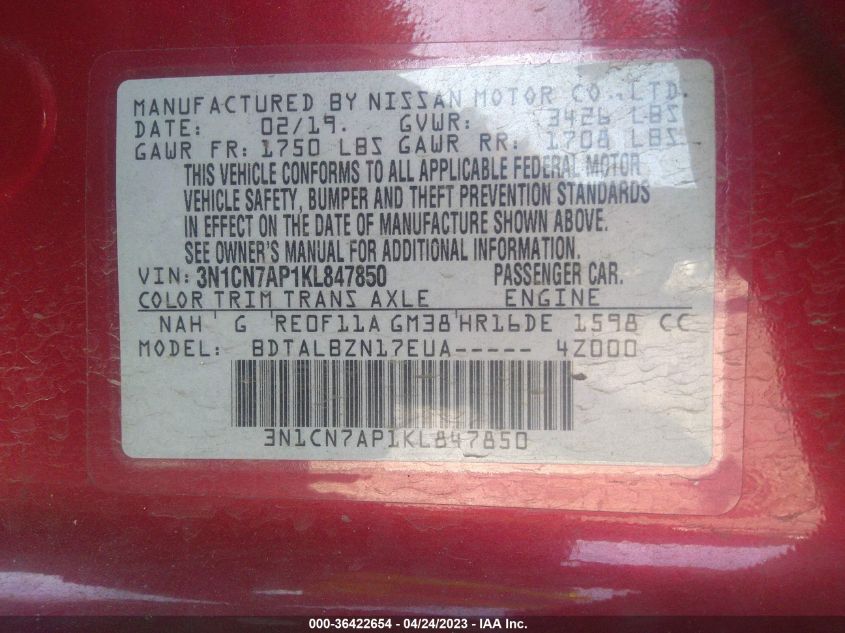 MANUFACTURED BY NISSAN MOTOR CO., LTD.
DATE: 02/19. GVWR: 3426 LBS
GAWR FR: 1750 LBS GAWR RR: 1708 LBS
THIS VEHICLE CONFORMS TO ALL APPLICABLE FEDERAL MOTOR
VEHICLE SAFETY, BUMPER AND THEFT PREVENTION STANDARDS
IN EFFECT ON THE DATE OF MANUFACTURE SHOWN ABOVE.
SEE OWNER'S MANUAL FOR ADDITIONAL INFORMATION.
VIN: 3N1CN7AP1KL847850 PASSENGER CAR.
COLOR TRIM TRANS AXLE ENGINE
NAH G RE0F11A GM38 HR16DE 1598 CC
MODEL: BDTALBZN17EUA----- 4Z000
3N1CN7AP1KL847850
000-36422654 - 04/24/2023 - IAA Inc.